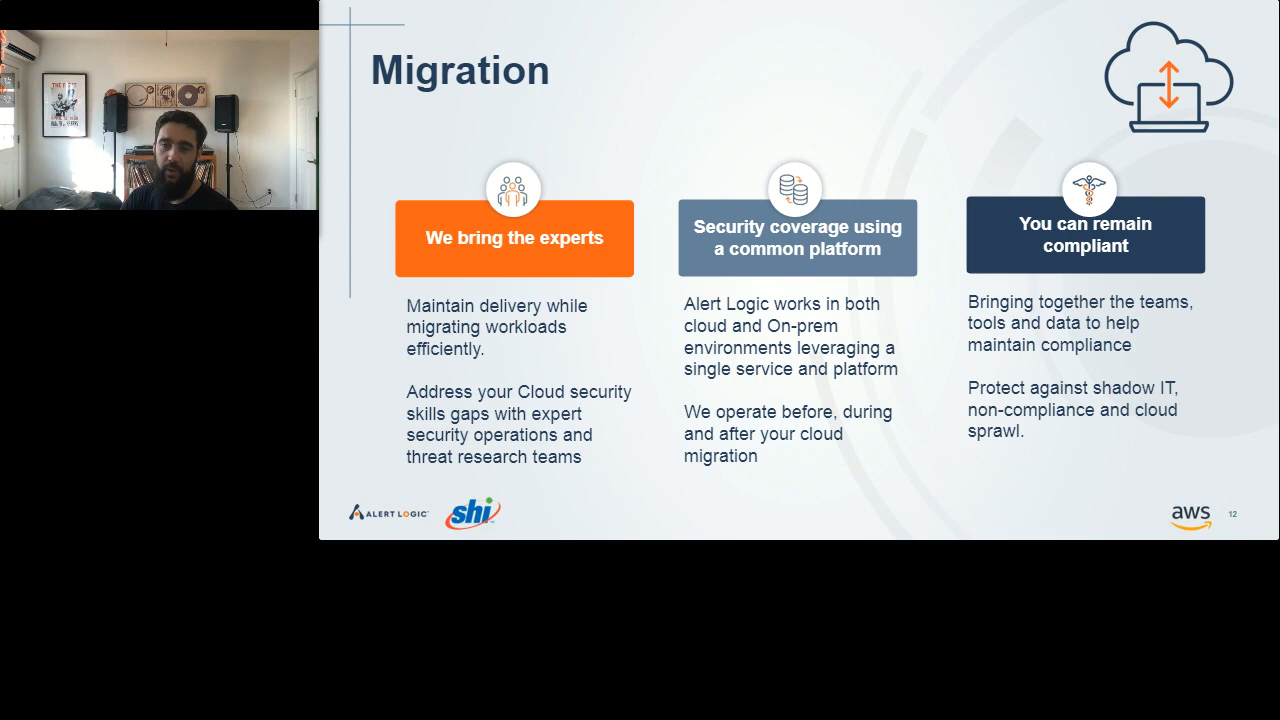 Migration
We bring the experts
Maintain delivery while
migrating workloads
efficiently.
Address your Cloud security
skills gaps with expert
security operations and
threat research teams
Security coverage using
a common platform
Alert Logic works in both
cloud and On-prem
environments leveraging a
single service and platform
We operate before, during
and after your cloud
migration
You can remain
compliant
Bringing together the teams,
tools and data to help
maintain compliance
Protect against shadow IT,
non-compliance and cloud
sprawl.
ALERT LOGIC
shi
aws
12